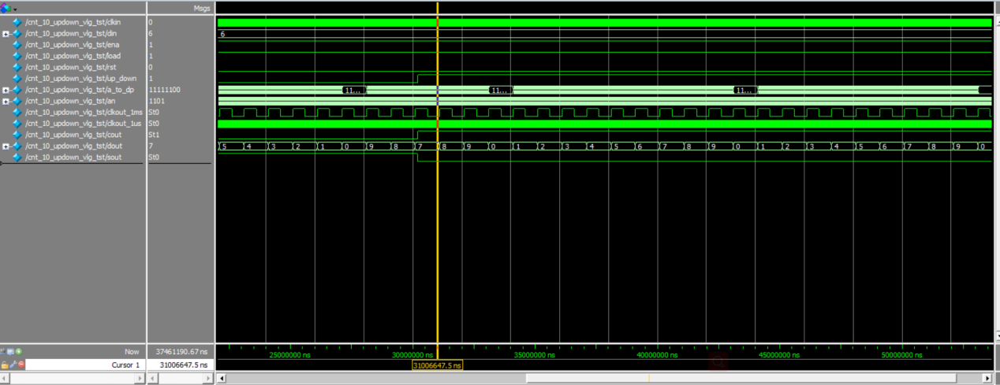 Msgs
/cnt_10_updown_vlg_tst/clkin 0
/cnt_10_updown_vlg_tst/din 6 6
/cnt_10_updown_vlg_tst/ena 1
/cnt_10_updown_vlg_tst/load 1
/cnt_10_updown_vlg_tst/rst 0
/cnt_10_updown_vlg_tst/up_down 1
/cnt_10_updown_vlg_tst/a_to_dp 11111100 11... 11... 11...
/cnt_10_updown_vlg_tst/an 1101
/cnt_10_updown_vlg_tst/clkout_1ms St0
/cnt_10_updown_vlg_tst/clkout_1us St0
/cnt_10_updown_vlg_tst/cout St1
/cnt_10_updown_vlg_tst/dout 7 5 4 3 2 1 0 9 8 7 8 9 0 1 2 3 4 5 6 7 8 9 0 1 2 3 4 5 6 7 8 9 0
/cnt_10_updown_vlg_tst/sout St0
Now 37461190.67 ns 25000000 ns 30000000 ns 35000000 ns 40000000 ns 45000000 ns 50000000 ns
Cursor 1 31006647.5 ns 31006647.5 ns